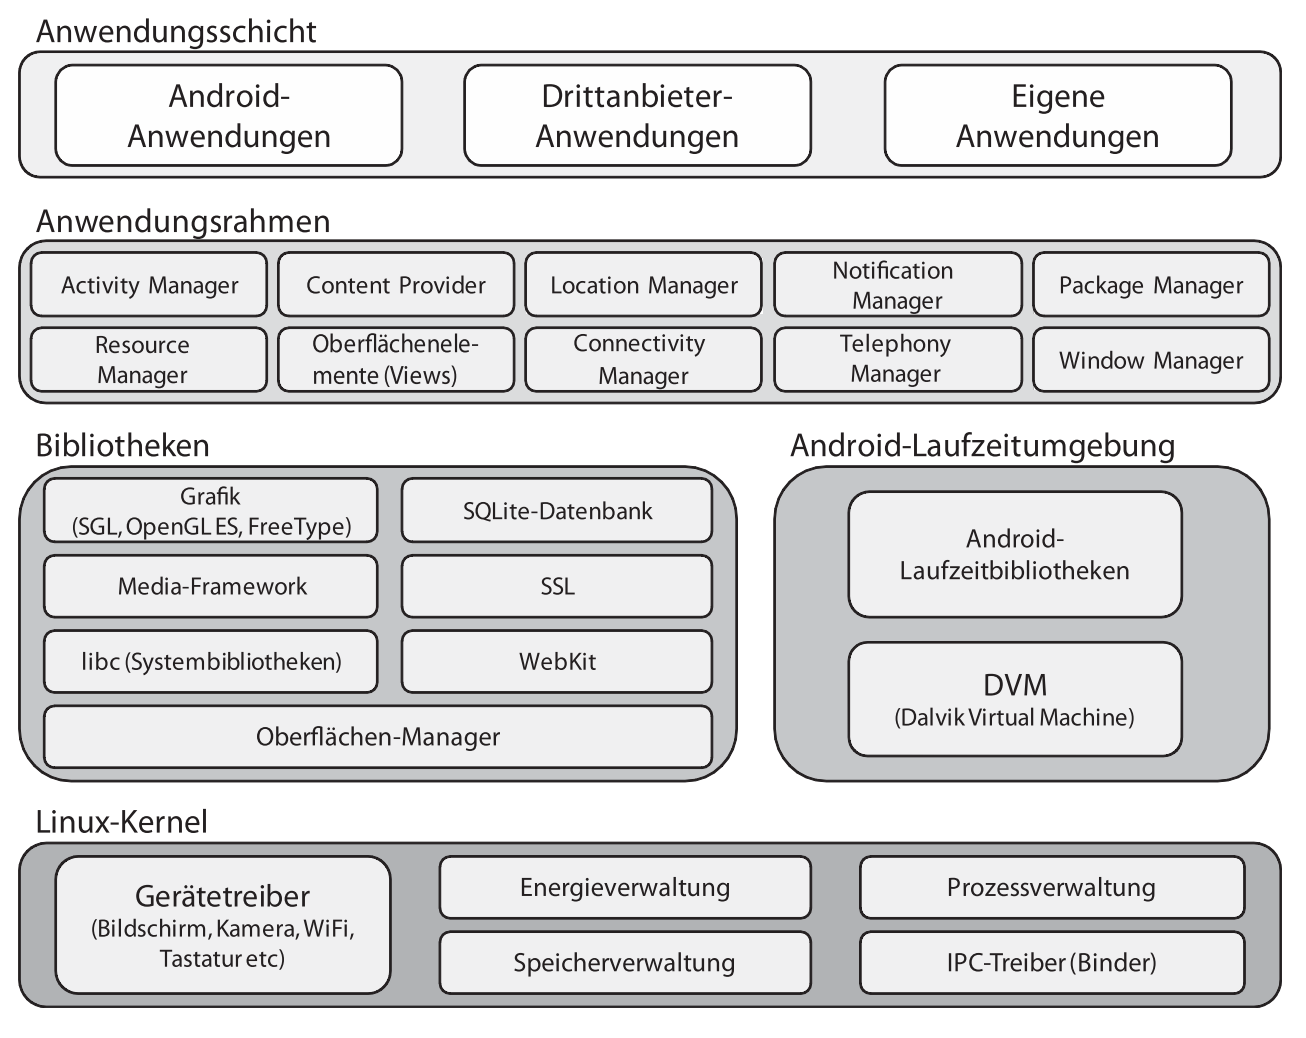 Anwendungsschicht
Android-
Anwendungen
Drittanbieter-
Anwendungen
Eigene
Anwendungen
Anwendungsrahmen
Activity Manager
Content Provider
Location Manager
Notification
Manager
Package Manager
Resource
Manager
Oberflächenele-
mente (Views)
Connectivity
Manager
Telephony
Manager
Window Manager
Bibliotheken
Grafik
(SGL, OpenGL ES, FreeType)
SQLite-Datenbank
Media-Framework
SSL
libc (Systembibliotheken)
WebKit
Oberflächen-Manager
Android-Laufzeitumgebung
Android-
Laufzeitbibliotheken
DVM
(Dalvik Virtual Machine)
Linux-Kernel
Gerätetreiber
(Bildschirm, Kamera, WiFi,
Tastatur etc)
Energieverwaltung
Prozessverwaltung
Speicherverwaltung
IPC-Treiber (Binder)